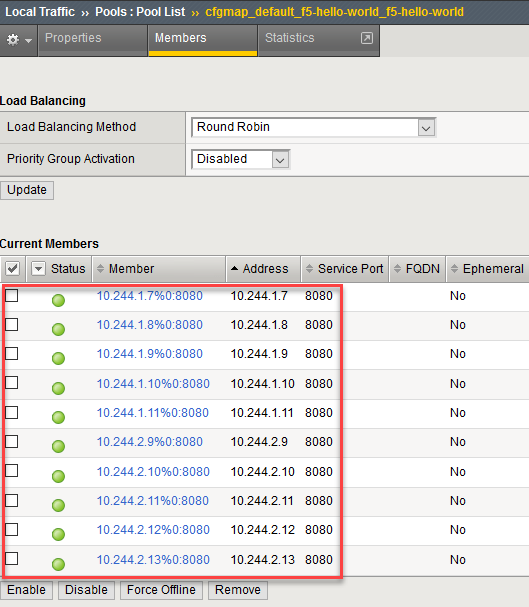 Local Traffic ›› Pools : Pool List ›› cfgmap_default_f5-hello-world_f5-hello-world
Properties Members Statistics
Load Balancing
Load Balancing Method Round Robin
Priority Group Activation Disabled
Update
Current Members
Status Member Address Service Port FQDN Ephemeral
10.244.1.7%0:8080 10.244.1.7 8080 No
10.244.1.8%0:8080 10.244.1.8 8080 No
10.244.1.9%0:8080 10.244.1.9 8080 No
10.244.1.10%0:8080 10.244.1.10 8080 No
10.244.1.11%0:8080 10.244.1.11 8080 No
10.244.2.9%0:8080 10.244.2.9 8080 No
10.244.2.10%0:8080 10.244.2.10 8080 No
10.244.2.11%0:8080 10.244.2.11 8080 No
10.244.2.12%0:8080 10.244.2.12 8080 No
10.244.2.13%0:8080 10.244.2.13 8080 No
Enable Disable Force Offline Remove